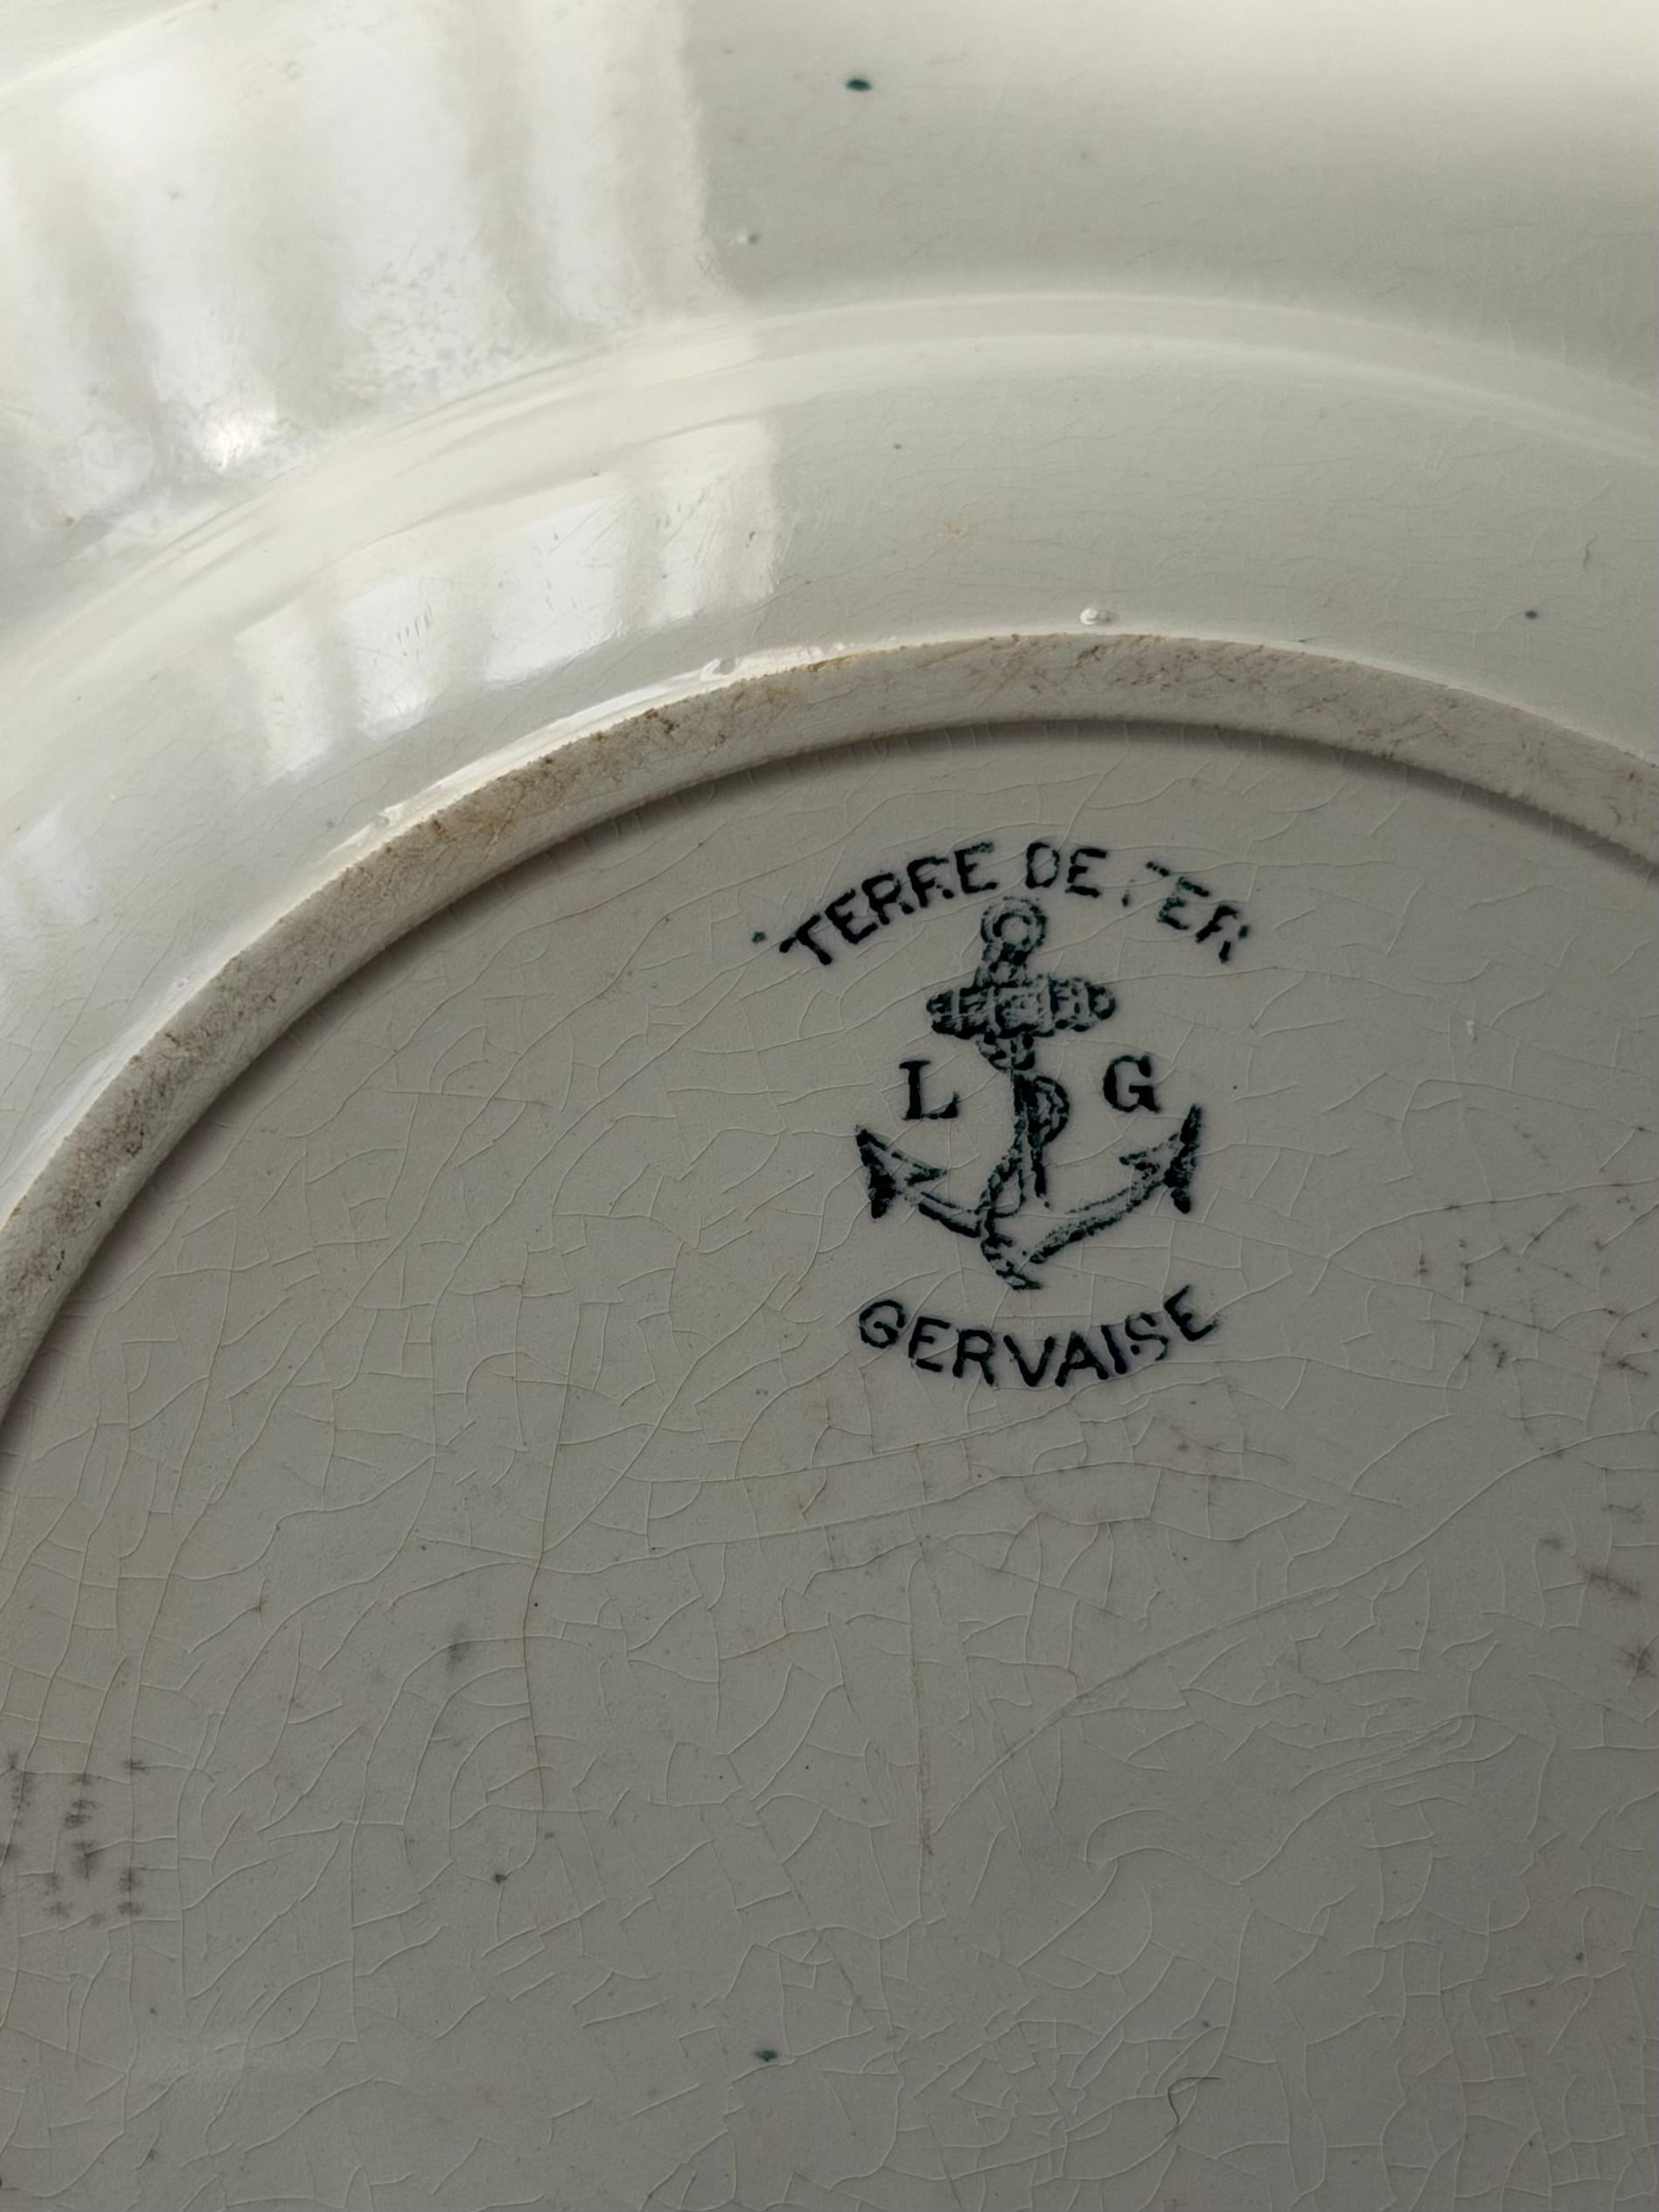 TERRE DE FER
L G
GERVAISE